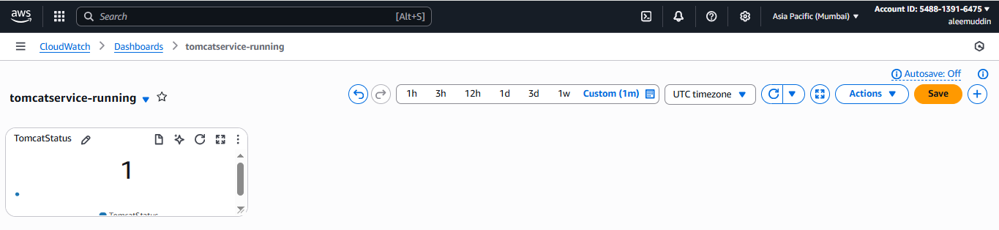 aws
Search [Alt+S]
Asia Pacific (Mumbai)
Account ID: 5488-1391-6475
aleemuddin
CloudWatch Dashboards tomcatservice-running
Autosave: Off
tomcatservice-running
1h 3h 12h 1d 3d 1w Custom (1m) UTC timezone Actions Save
TomcatStatus
1
TomcatStatus